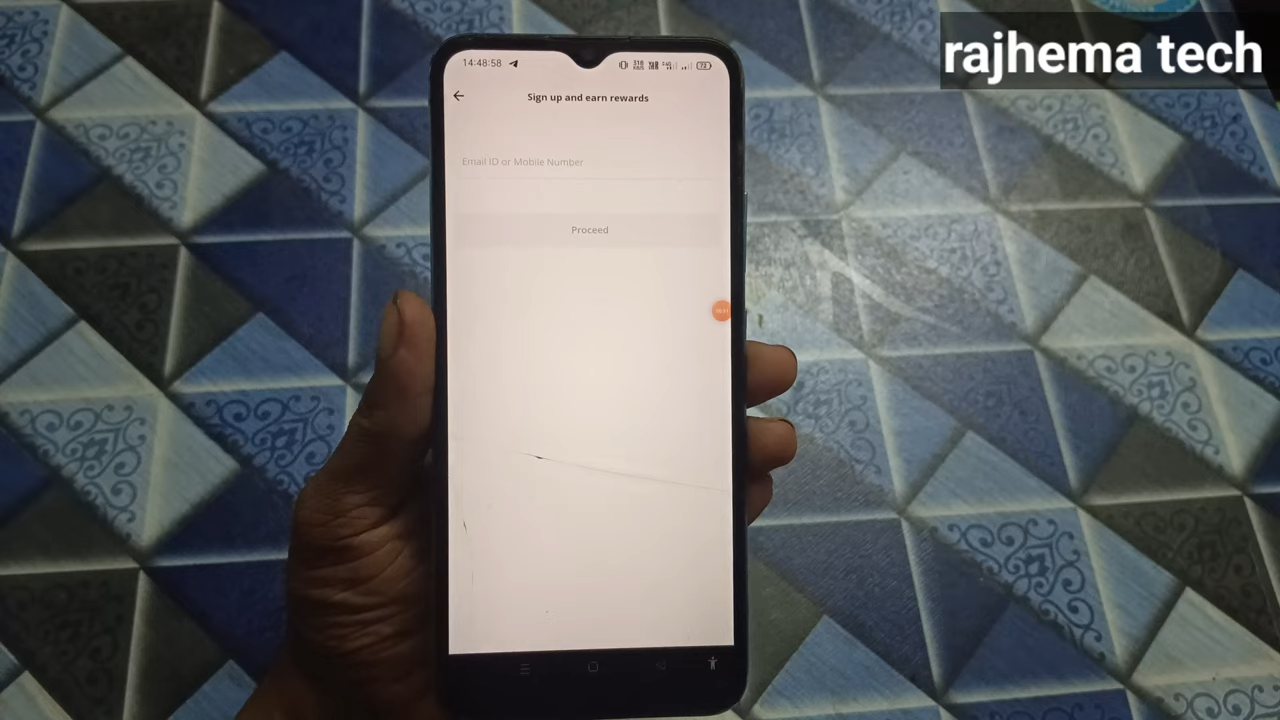 rajhema tech
14:48:58
Sign up and earn rewards
Email ID or Mobile Number
Proceed